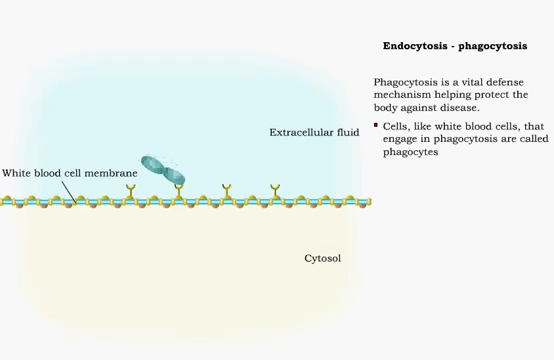 Endocytosis - phagocytosis
Phagocytosis is a vital defense
mechanism helping protect the
body against disease.
Cells, like white blood cells, that
engage in phagocytosis are called
phagocytes
Extracellular fluid
White blood cell membrane
Cytosol